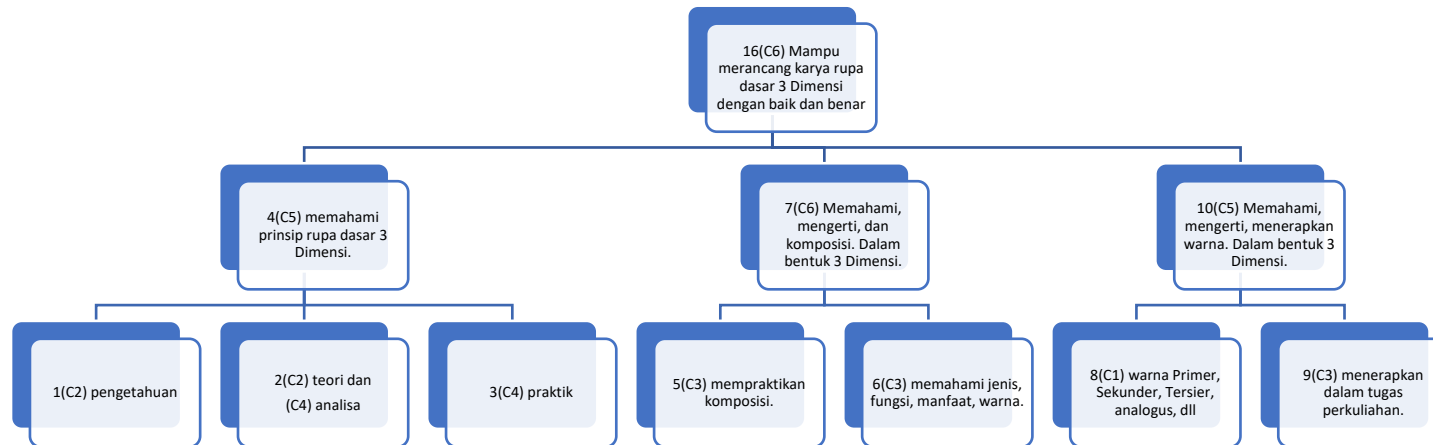 16(C6) Mampu
merancang karya rupa
dasar 3 Dimensi
dengan baik dan benar
4(C5) memahami
prinsip rupa dasar 3
Dimensi.
7(C6) Memahami,
mengerti, dan
komposisi. Dalam
bentuk 3 Dimensi.
10(C5) Memahami,
mengerti, menerapkan
warna. Dalam bentuk 3
Dimensi.
1(C2) pengetahuan
2(C2) teori dan
(C4) analisa
3(C4) praktik
5(C3) mempraktikan
komposisi.
6(C3) memahami jenis,
fungsi, manfaat, warna.
8(C1) warna Primer,
Sekunder, Tersier,
analogus, dll
9(C3) menerapkan
dalam tugas
perkuliahan.